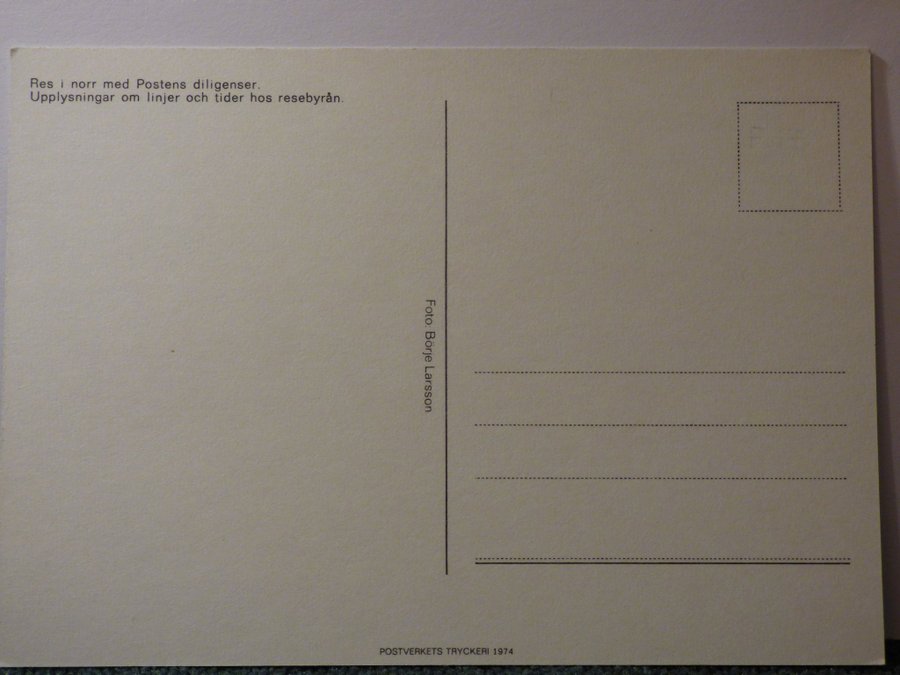 Res i norr med Postens diligenser.
Upplysningar om linjer och tider hos resebyrån.
Foto: Börje Larsson
POSTVERKETS TRYCKERI 1974